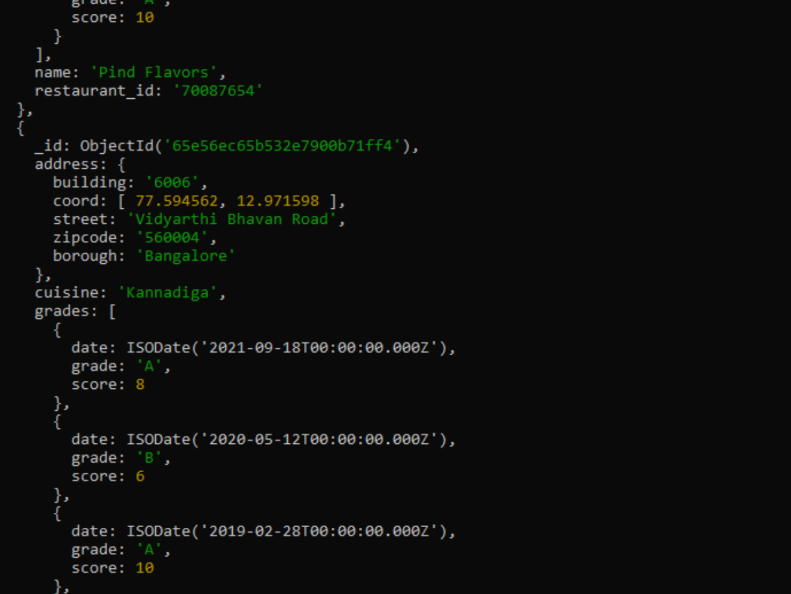 grade: 'A',
score: 10
}
],
name: 'Pind Flavors',
restaurant_id: '70087654'
},
{
_id: ObjectId('65e56ec65b532e7900b71ff4'),
address: {
building: '6006',
coord: [ 77.594562, 12.971598 ],
street: 'Vidyarthi Bhavan Road',
zipcode: '560004',
borough: 'Bangalore'
},
cuisine: 'Kannadiga',
grades: [
{
date: ISODate('2021-09-18T00:00:00.000Z'),
grade: 'A',
score: 8
},
{
date: ISODate('2020-05-12T00:00:00.000Z'),
grade: 'B',
score: 6
},
{
date: ISODate('2019-02-28T00:00:00.000Z'),
grade: 'A',
score: 10
},